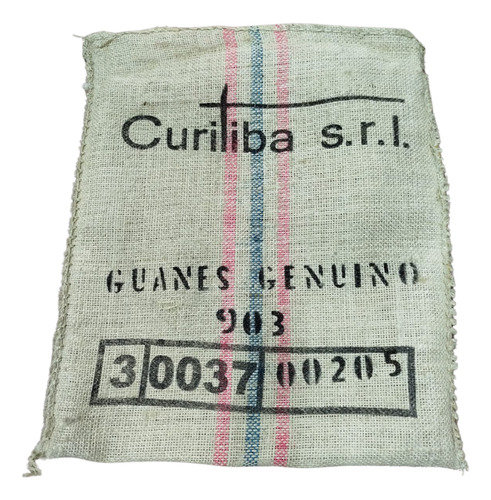 Curitiba s.r.l.
GUANES GENUINO
903
3 0037 00205